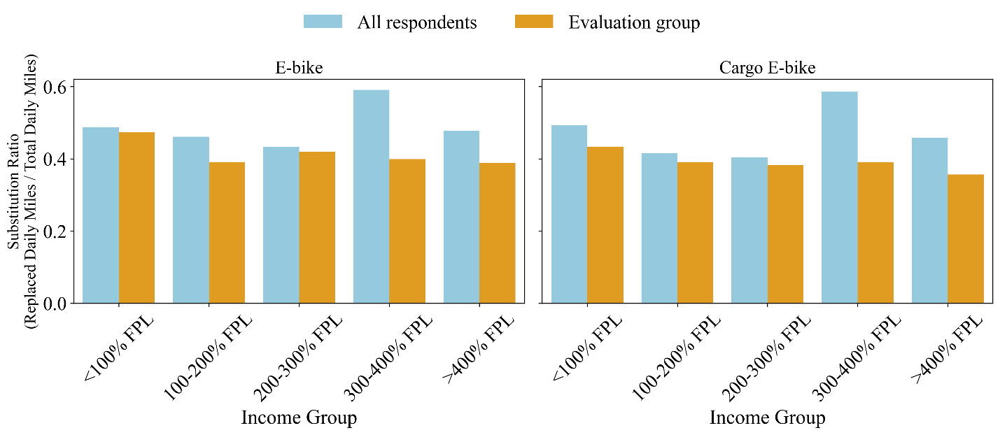 All respondents
Evaluation group
E-bike
Cargo E-bike
Substitution Ratio
(Replaced Daily Miles / Total Daily Miles)
0.6
0.4
0.2
0.0
<100% FPL
100-200% FPL
200-300% FPL
300-400% FPL
>400% FPL
<100% FPL
100-200% FPL
200-300% FPL
300-400% FPL
>400% FPL
Income Group
Income Group